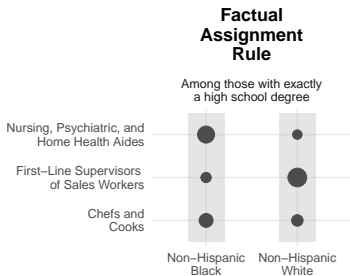 Factual
Assignment
Rule
Among those with exactly
a high school degree
Nursing, Psychiatric, and
Home Health Aides
First−Line Supervisors
of Sales Workers
Chefs and
Cooks
Non−Hispanic
Black
Non−Hispanic
White